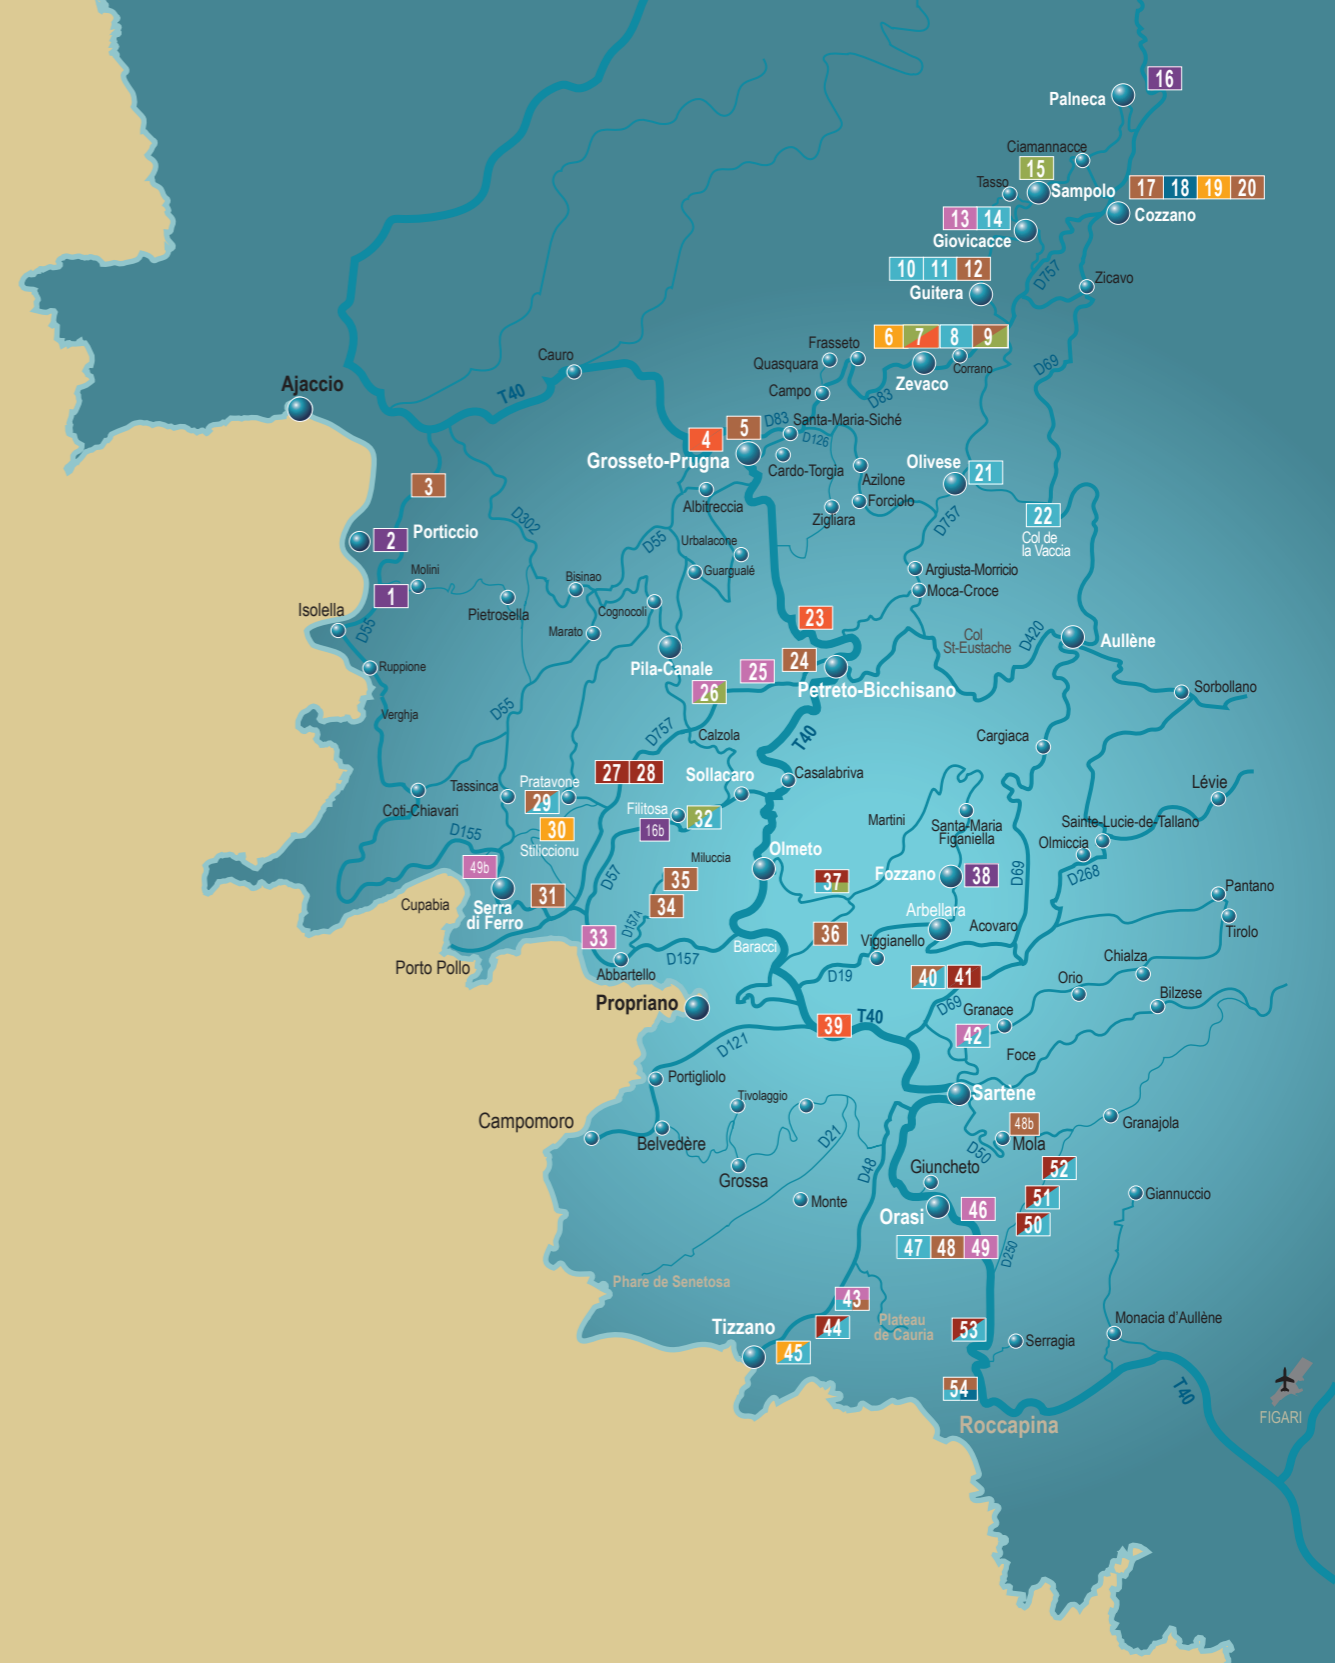 16
Palneca
Ciamannacce
15
Tasso
Sampolo
17 18 19 20
Cozzano
13 14
Giovicacce
D757
Zicavo
10 11 12
Guitera
6 7 8 9
Frasseto
Quasquara
Corrano
Zevaco
Cauro
Ajaccio
T40
Campo
D83
D69
4
5
D83
Santa-Maria-Siché
D126
Grosseto-Prugna
Cardo-Torgia
Olivese
21
Azilone
3
Albitreccia
Forciolo
Zigliara
D757
22
Col de
la Vaccia
D302
2
Porticcio
D55
Urbalacone
Guargualé
Molini
Bisinao
Argiusta-Morricio
Moca-Croce
1
Isolella
D55
Pietrosella
Cognocoli
Marato
23
Col
St-Eustache
D420
Aullène
Ruppione
Pila-Canale
25
24
Petreto-Bicchisano
26
Sorbollano
Verghja
D55
D757
Calzola
T40
Cargiaca
27 28
Sollacaro
Casalabriva
Tassinca
Pratavone
29
Coti-Chiavari
Filitosa
32
16b
30
Stiliccionu
D155
Martini
Santa-Maria
Figaniella
Lévie
Sainte-Lucie-de-Tallano
Olmiccia
D268
D69
Miluccia
Olmeto
49b
35
37
Fozzano
38
D57
Pantano
Cupabia
Serra
di Ferro
31
34
D157A
Arbellara
Acovaro
Tirolo
33
36
Viggianello
Baracci
D157
Abbartello
Porto Pollo
D19
40 41
Chialza
Orio
Bilzese
Propriano
D69
Granace
39
T40
42
Foce
D121
Portigliolo
Sartène
Tivolaggio
Campomoro
Belvedère
D21
48b
Mola
D50
Granajola
Grossa
D48
Giuncheto
52
Monte
51
Giannuccio
Orasi
46
50
47 48 49
D250
Phare de Senetosa
43
44
Plateau
de Cauria
53
Monacia d'Aullène
Tizzano
45
Serragia
54
T40
Roccapina
FIGARI